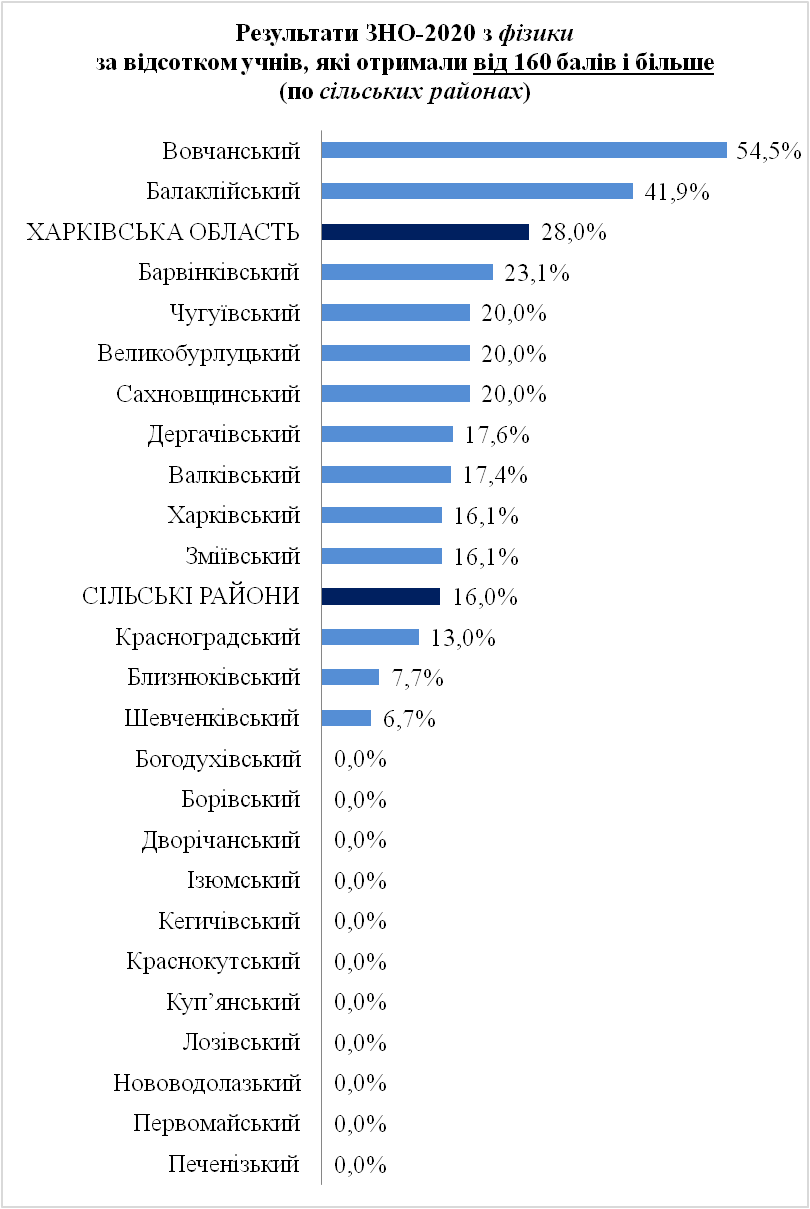 Результати ЗНО-2020 з фізики
за відсотком учнів, які отримали від 160 балів і більше
(по сільських районах)
Вовчанський 54,5%
Балаклійський 41,9%
ХАРКІВСЬКА ОБЛАСТЬ 28,0%
Барвінківський 23,1%
Чугуївський 20,0%
Великобурлуцький 20,0%
Сахновщинський 20,0%
Дергачівський 17,6%
Валківський 17,4%
Харківський 16,1%
Зміївський 16,1%
СІЛЬСЬКІ РАЙОНИ 16,0%
Красноградський 13,0%
Близнюківський 7,7%
Шевченківський 6,7%
Богодухівський 0,0%
Борівський 0,0%
Дворічанський 0,0%
Ізюмський 0,0%
Кегичівський 0,0%
Краснокутський 0,0%
Куп’янський 0,0%
Лозівський 0,0%
Нововодолазький 0,0%
Первомайський 0,0%
Печенізький 0,0%